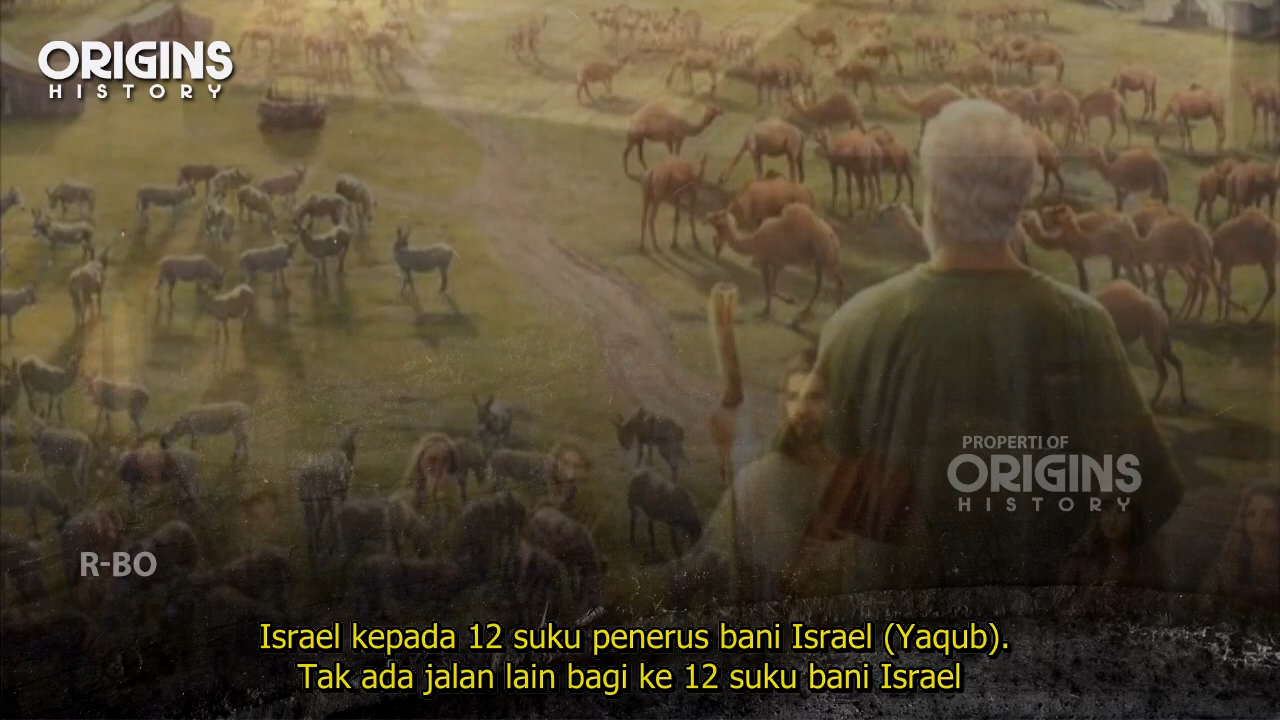 ORIGINS
HISTORY
PROPERTI OF
ORIGINS
HISTORY
R-BO
Israel kepada 12 suku penerus bani Israel (Yaqub).
Tak ada jalan lain bagi ke 12 suku bani Israel